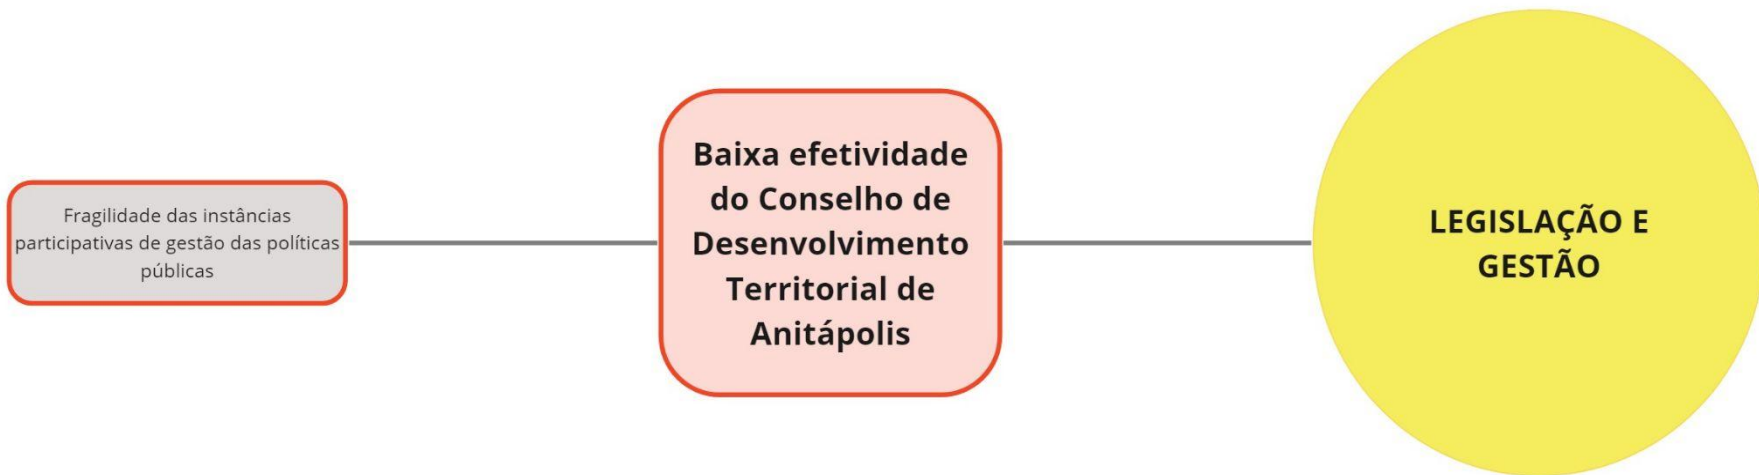 Fragilidade das instâncias
participativas de gestão das políticas
públicas
Baixa efetividade
do Conselho de
Desenvolvimento
Territorial de
Anitápolis
LEGISLAÇÃO E
GESTÃO